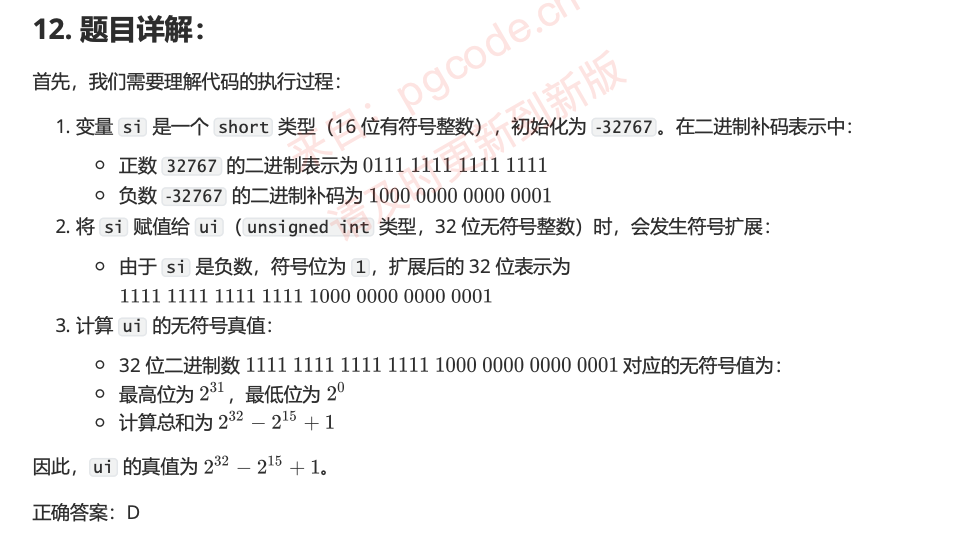 12. 题目详解：
首先，我们需要理解代码的执行过程：
1. 变量 si 是一个 short 类型（16 位有符号整数），初始化为 -32767。在二进制补码表示中：
正数 32767 的二进制表示为 0111 1111 1111 1111
负数 -32767 的二进制补码为 1000 0000 0000 0001
2. 将 si 赋值给 ui（unsigned int 类型，32 位无符号整数）时，会发生符号扩展：
由于 si 是负数，符号位为 1，扩展后的 32 位表示为
1111 1111 1111 1111 1000 0000 0000 0001
3. 计算 ui 的无符号真值：
32 位二进制数 1111 1111 1111 1111 1000 0000 0000 0001 对应的无符号值为：
最高位为 2^31，最低位为 2^0
计算总和为 2^32 − 2^15 + 1
因此，ui 的真值为 2^32 − 2^15 + 1。
正确答案：D
来自：pgcode.cn
请及时更新到新版